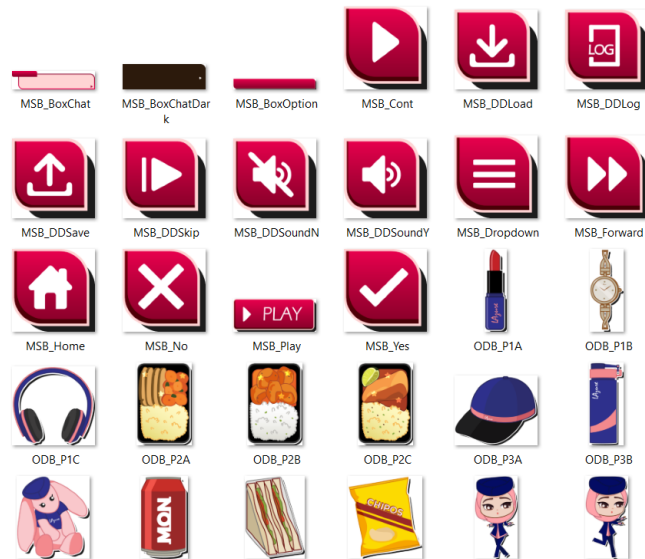 LOG
MSB_BoxChat
MSB_BoxChatDar
k
MSB_BoxOption
MSB_Cont
MSB_DDLoad
MSB_DDLog
MSB_DDSave
MSB_DDSkip
MSB_DDSoundN
MSB_DDSoundY
MSB_Dropdown
MSB_Forward
PLAY
MSB_Home
MSB_No
MSB_Play
MSB_Yes
ODB_P1A
ODB_P1B
ODB_P1C
ODB_P2A
ODB_P2B
ODB_P2C
ODB_P3A
ODB_P3B
MQN
CHIPOS